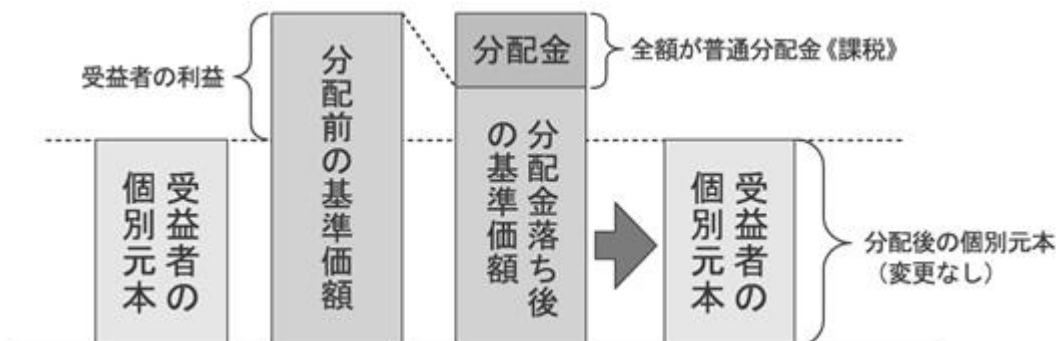 受益者の利益
受益者の
個別元本
分配前の基準価額
分配金
全額が普通分配金《課税》
分配金落ち後
の基準価額
受益者の
個別元本
分配後の個別元本
（変更なし）